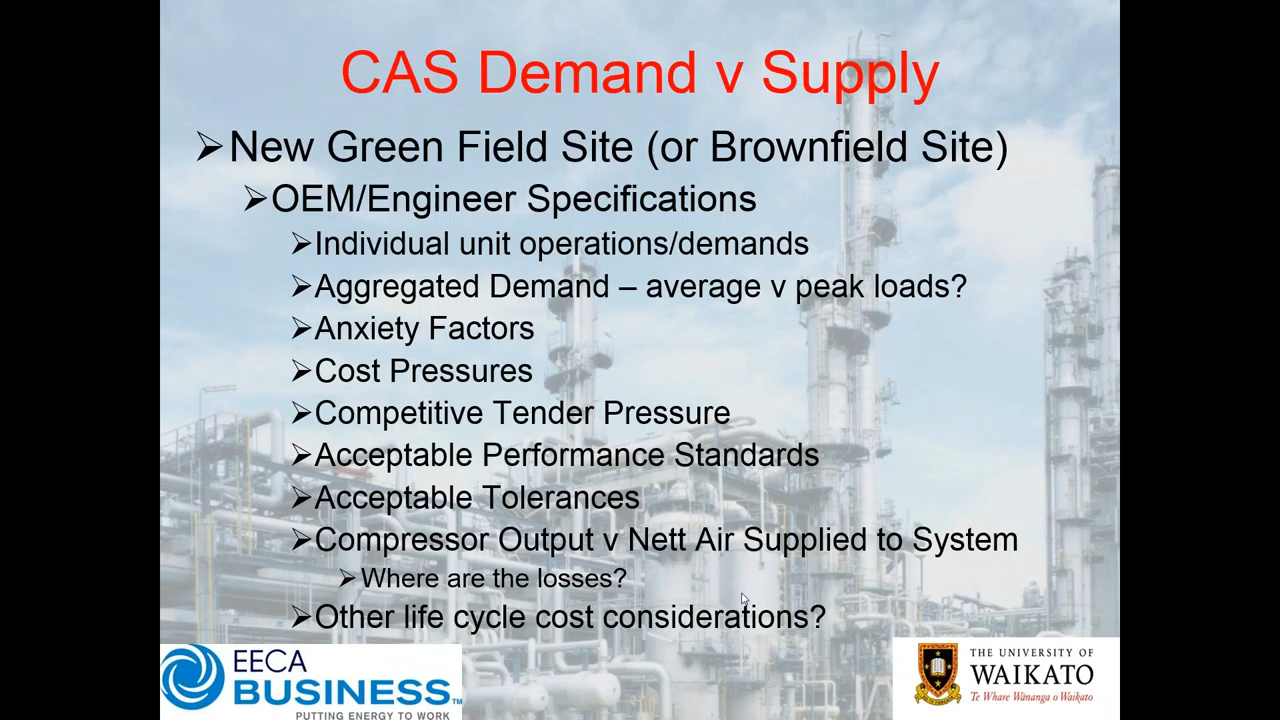 CAS Demand v Supply
New Green Field Site (or Brownfield Site)
OEM/Engineer Specifications
Individual unit operations/demands
Aggregated Demand – average v peak loads?
Anxiety Factors
Cost Pressures
Competitive Tender Pressure
Acceptable Performance Standards
Acceptable Tolerances
Compressor Output v Nett Air Supplied to System
Where are the losses?
Other life cycle cost considerations?
EECA
BUSINESS™
PUTTING ENERGY TO WORK
THE UNIVERSITY OF
WAIKATO
Te Whare Wānanga o Waikato